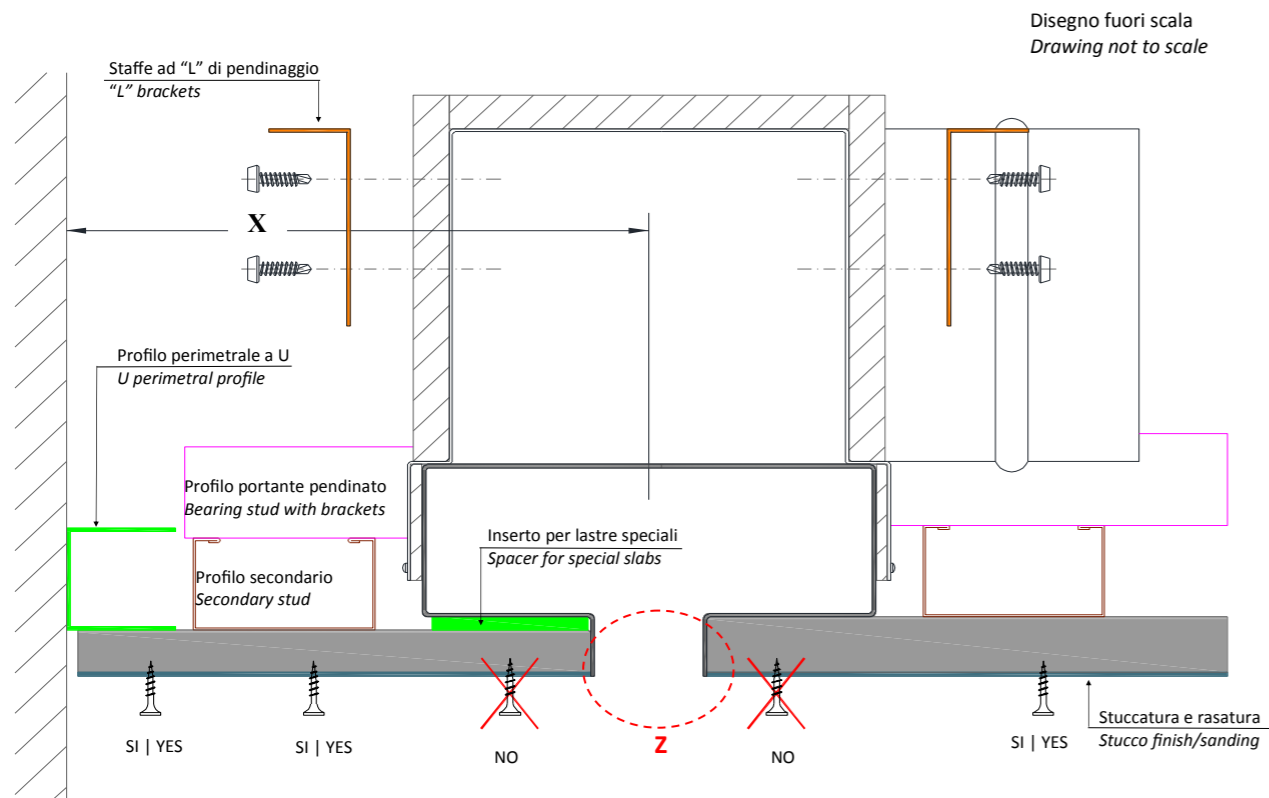 Disegno fuori scala
Drawing not to scale
Staffe ad “L” di pendinaggio
“L” brackets
X
Profilo perimetrale a U
U perimetral profile
Profilo portante pendinato
Bearing stud with brackets
Inserto per lastre speciali
Spacer for special slabs
Profilo secondario
Secondary stud
Stuccatura e rasatura
Stucco finish/sanding
SI | YES
SI | YES
NO
Z
NO
SI | YES